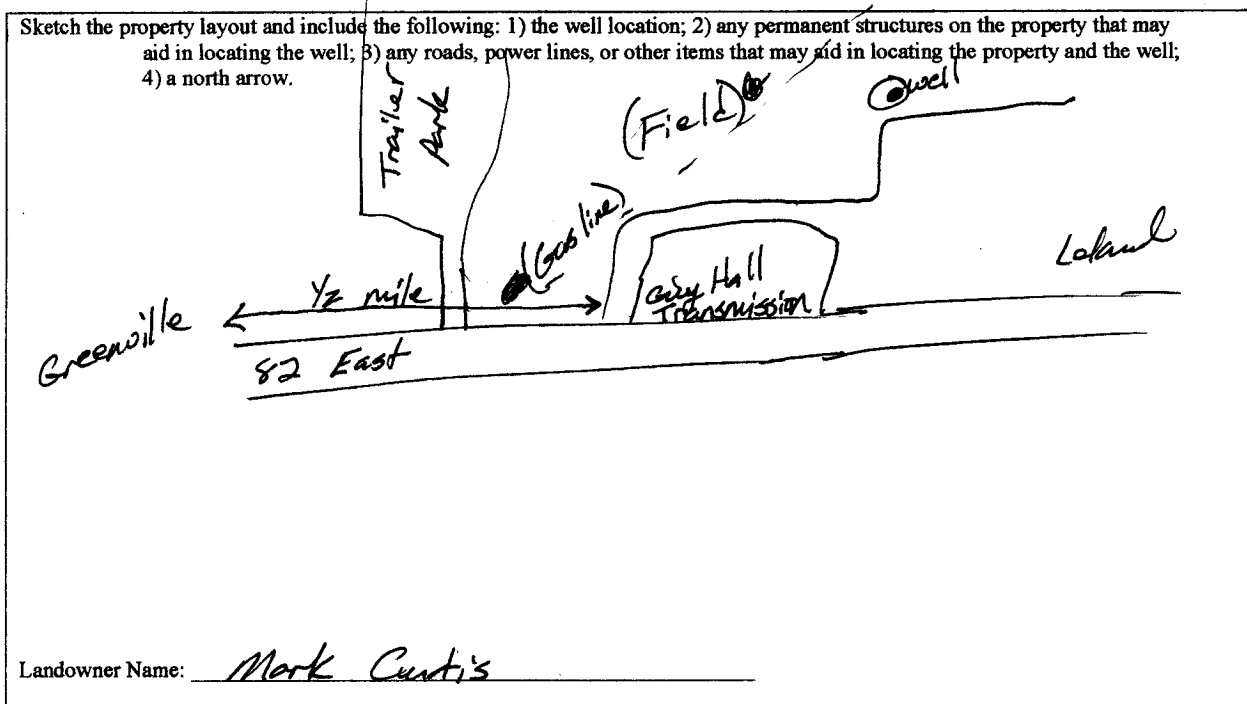 Sketch the property layout and include the following: 1) the well location; 2) any permanent structures on the property that may
aid in locating the well; 3) any roads, power lines, or other items that may aid in locating the property and the well;
4) a north arrow.
Trailer
Park
(Field)
well
(Gas line)
Leland
1/2 mile
Hall
Transmission
Greenville
82 East
Landowner Name: Mark Curtis